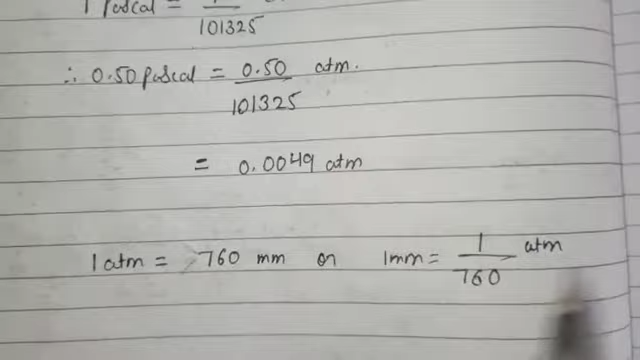 1 Pascal =
101325
∴ 0.50 pascal = 0.50/101325 atm.
= 0.0049 atm
1 atm = 760 mm or 1mm = 1/760 atm